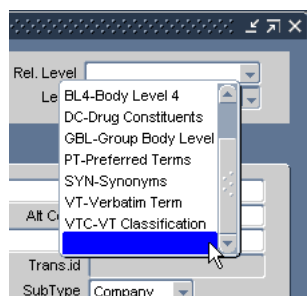 Rel. Level
Le
BL4-Body Level 4
DC-Drug Constituents
GBL-Group Body Level
PT-Preferred Terms
SYN-Synonyms
VT-Verbatim Term
Alt Co
VTC-VT Classification
Trans.id
SubType Company